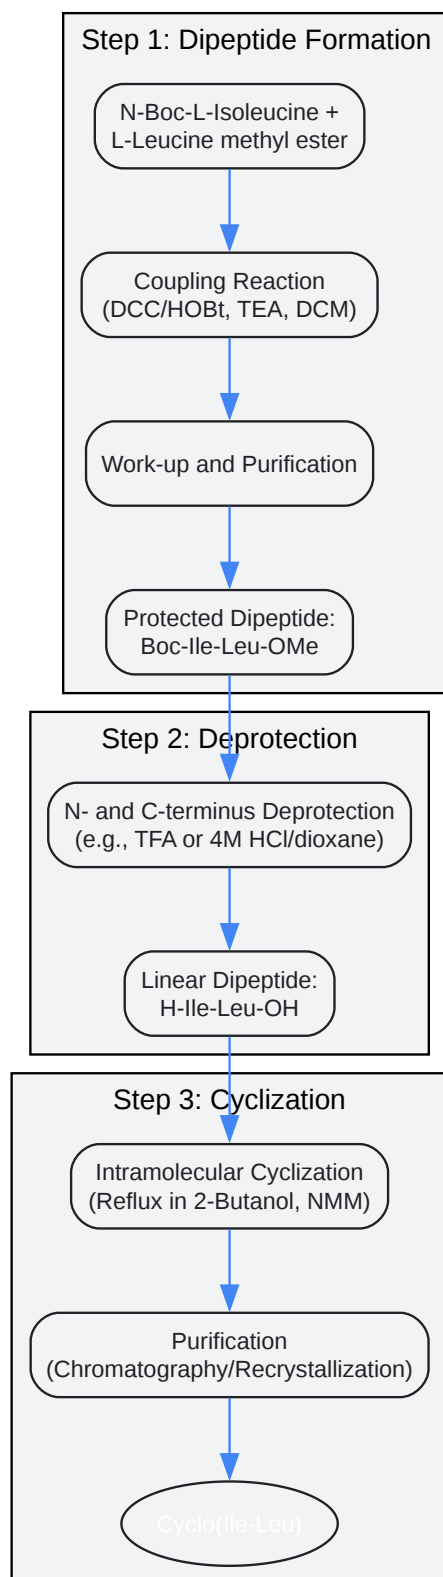 Step 1: Dipeptide Formation
N-Boc-L-Isoleucine +
L-Leucine methyl ester
Coupling Reaction
(DCC/HOBt, TEA, DCM)
Work-up and Purification
Protected Dipeptide:
Boc-Ile-Leu-OMe
Step 2: Deprotection
N- and C-terminus Deprotection
(e.g., TFA or 4M HCl/dioxane)
Linear Dipeptide:
H-Ile-Leu-OH
Step 3: Cyclization
Intramolecular Cyclization
(Reflux in 2-Butanol, NMM)
Purification
(Chromatography/Recrystallization)
Cyclo(Ile-Leu)